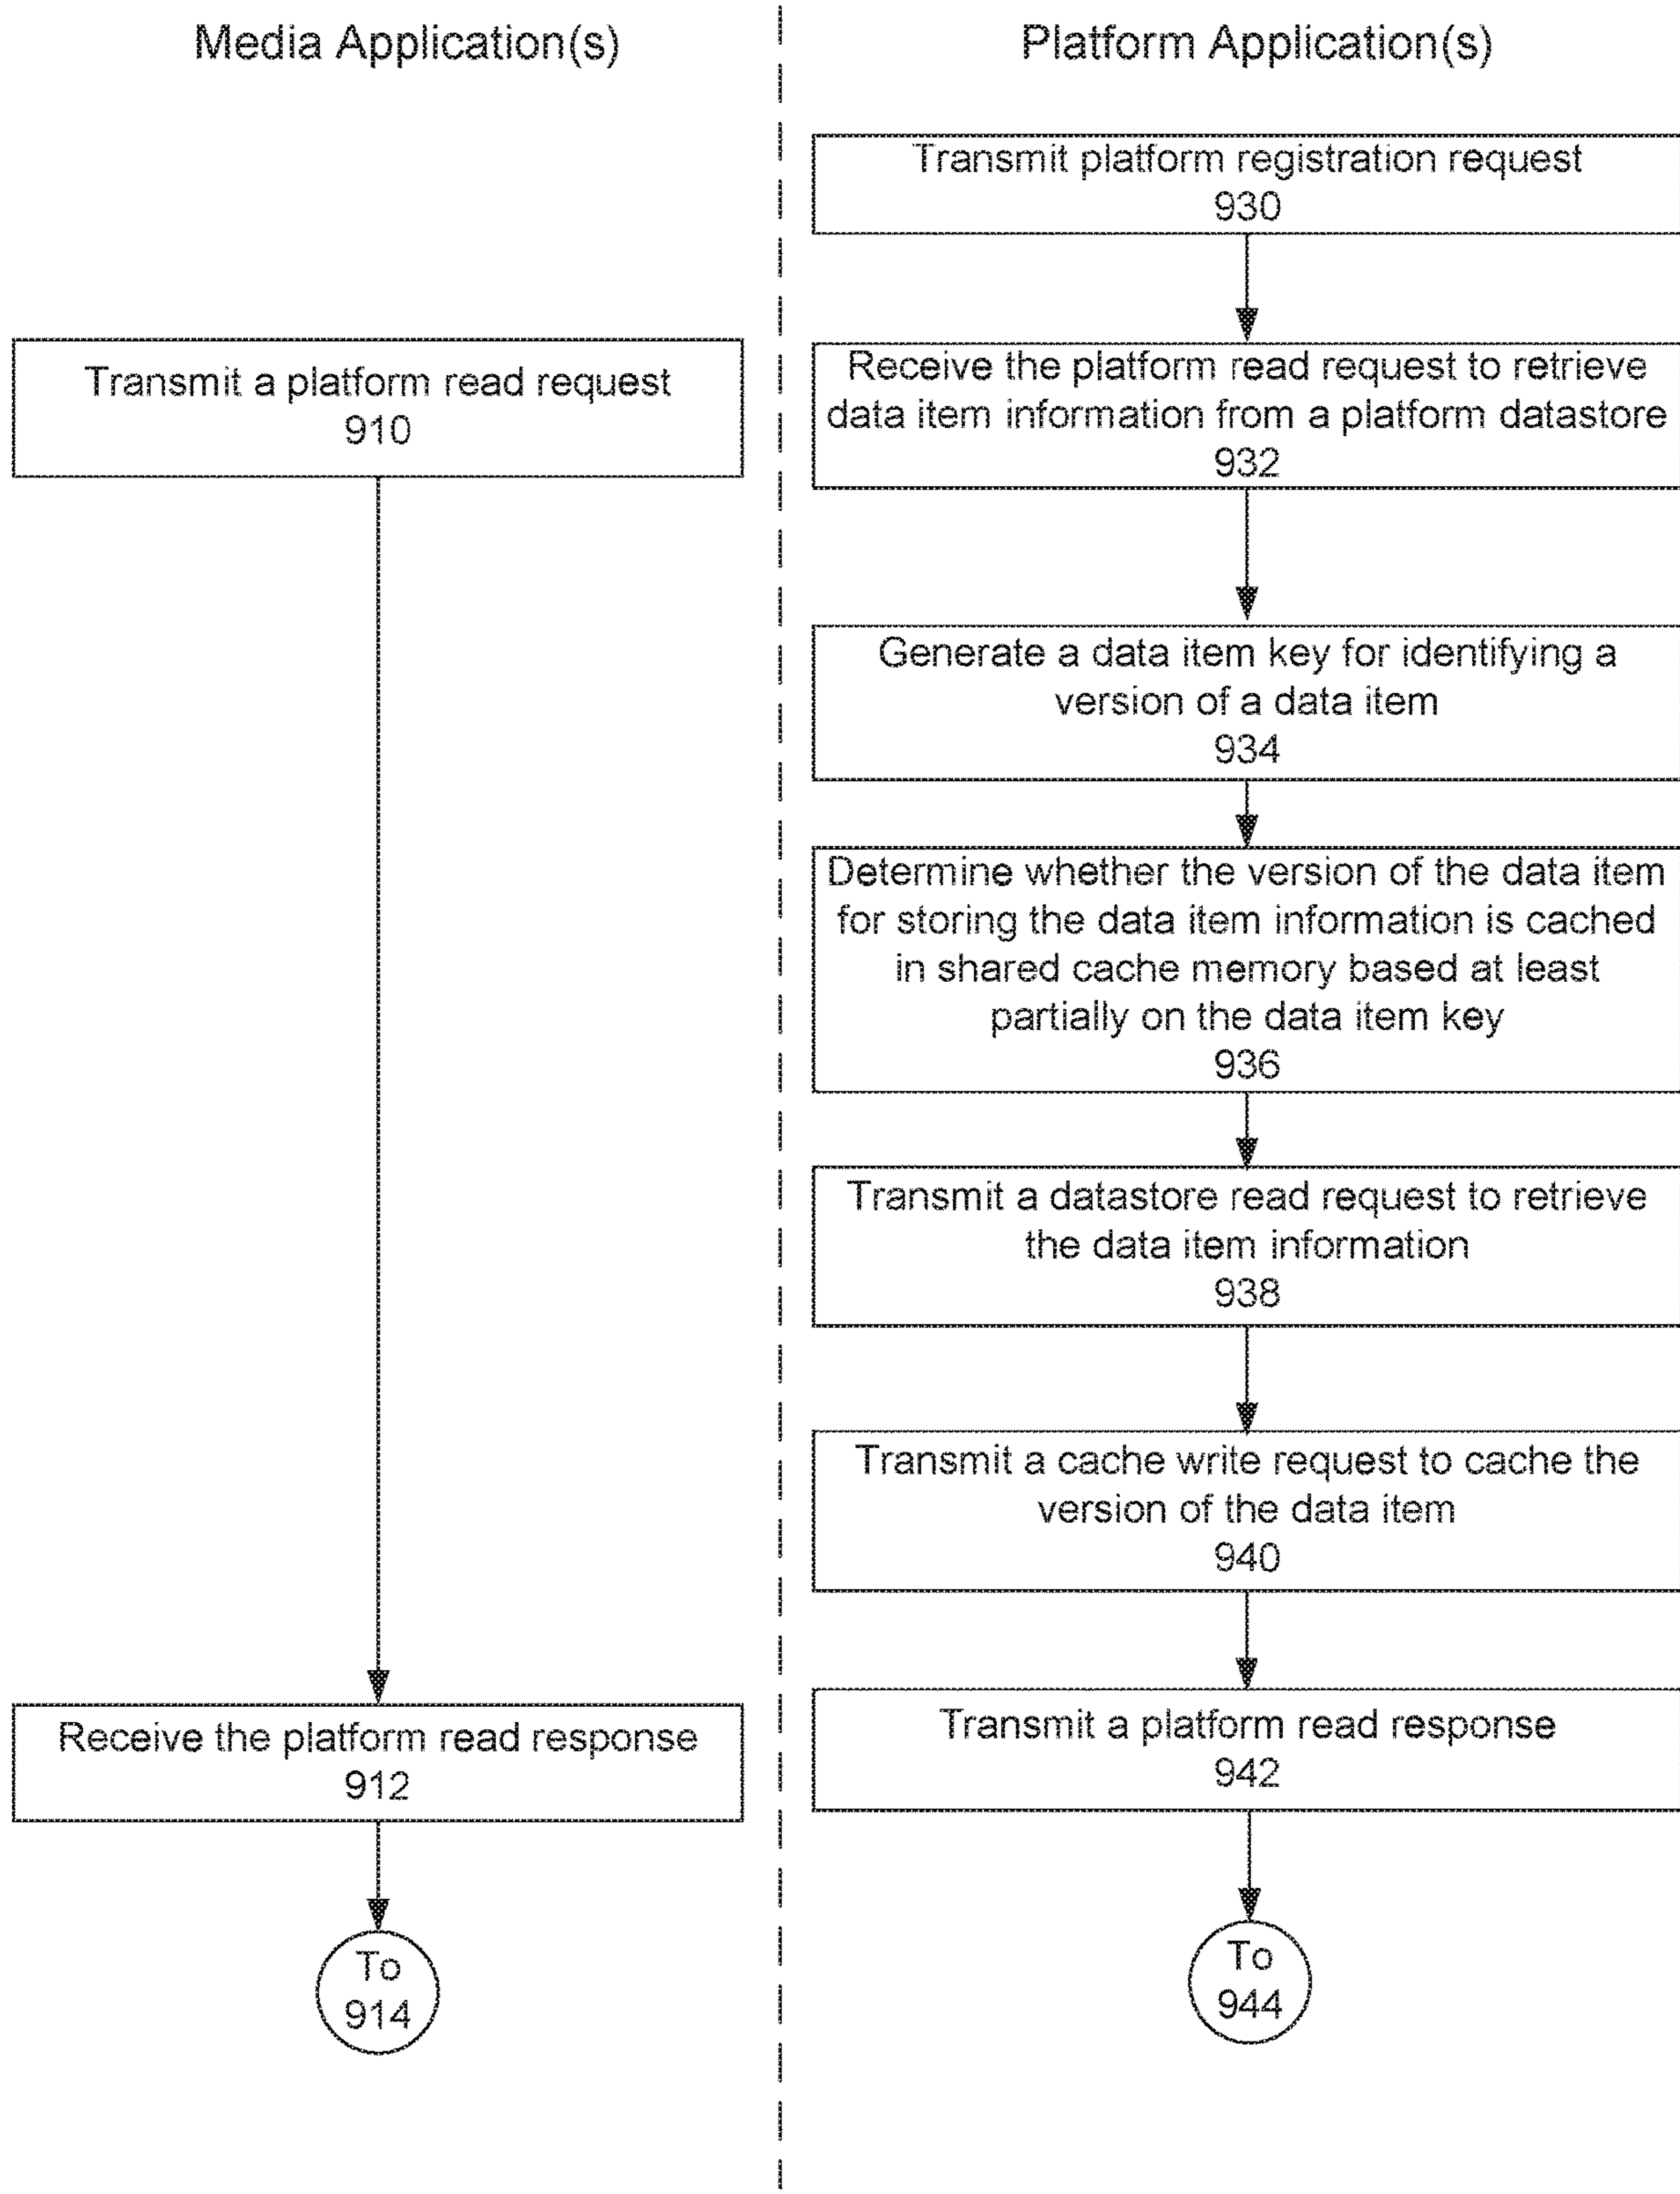 Media Application(s)
Platform Application(s)
Transmit platform registration request
930
Transmit a platform read request
910
Receive the platform read request to retrieve
data item information from a platform datastore
932
Generate a data item key for identifying a
version of a data item
934
Determine whether the version of the data item
for storing the data item information is cached
in shared cache memory based at least
partially on the data item key
936
Transmit a datastore read request to retrieve
the data item information
938
Transmit a cache write request to cache the
version of the data item
940
Receive the platform read response
912
Transmit a platform read response
942
To
914
To
944